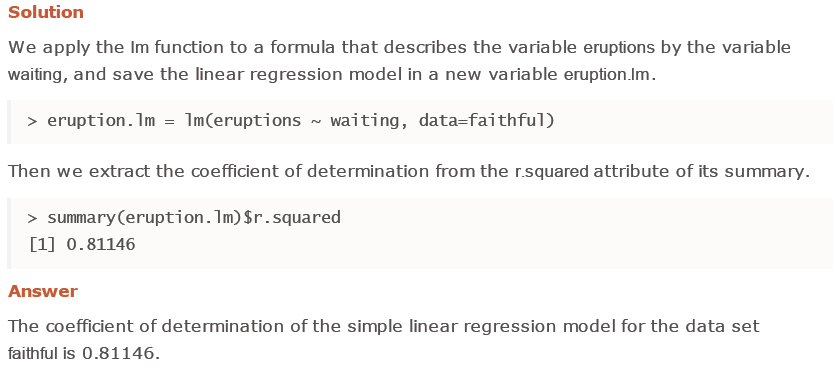 Solution
We apply the lm function to a formula that describes the variable eruptions by the variable
waiting, and save the linear regression model in a new variable eruption.lm.
> eruption.lm = lm(eruptions ~ waiting, data=faithful)
Then we extract the coefficient of determination from the r.squared attribute of its summary.
> summary(eruption.lm)$r.squared
[1] 0.81146
Answer
The coefficient of determination of the simple linear regression model for the data set
faithful is 0.81146.